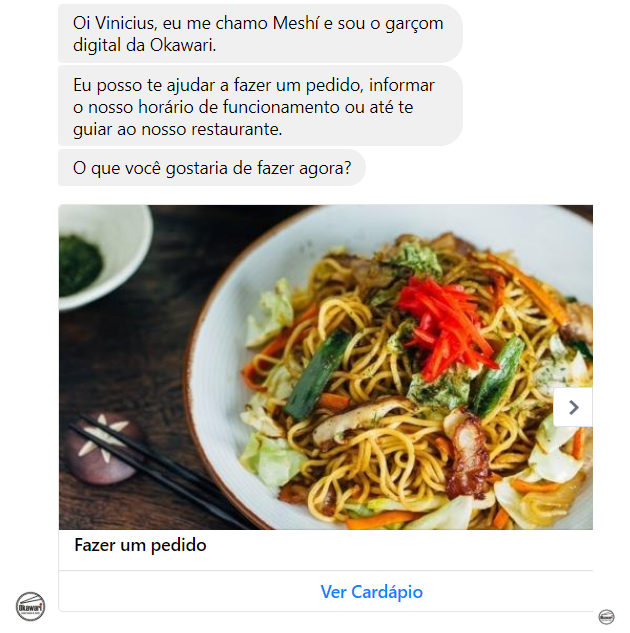 Oi Vinicius, eu me chamo Meshí e sou o garçom
digital da Okawari.
Eu posso te ajudar a fazer um pedido, informar
o nosso horário de funcionamento ou até te
guiar ao nosso restaurante.
O que você gostaria de fazer agora?
Fazer um pedido
Ver Cardápio
Okawari